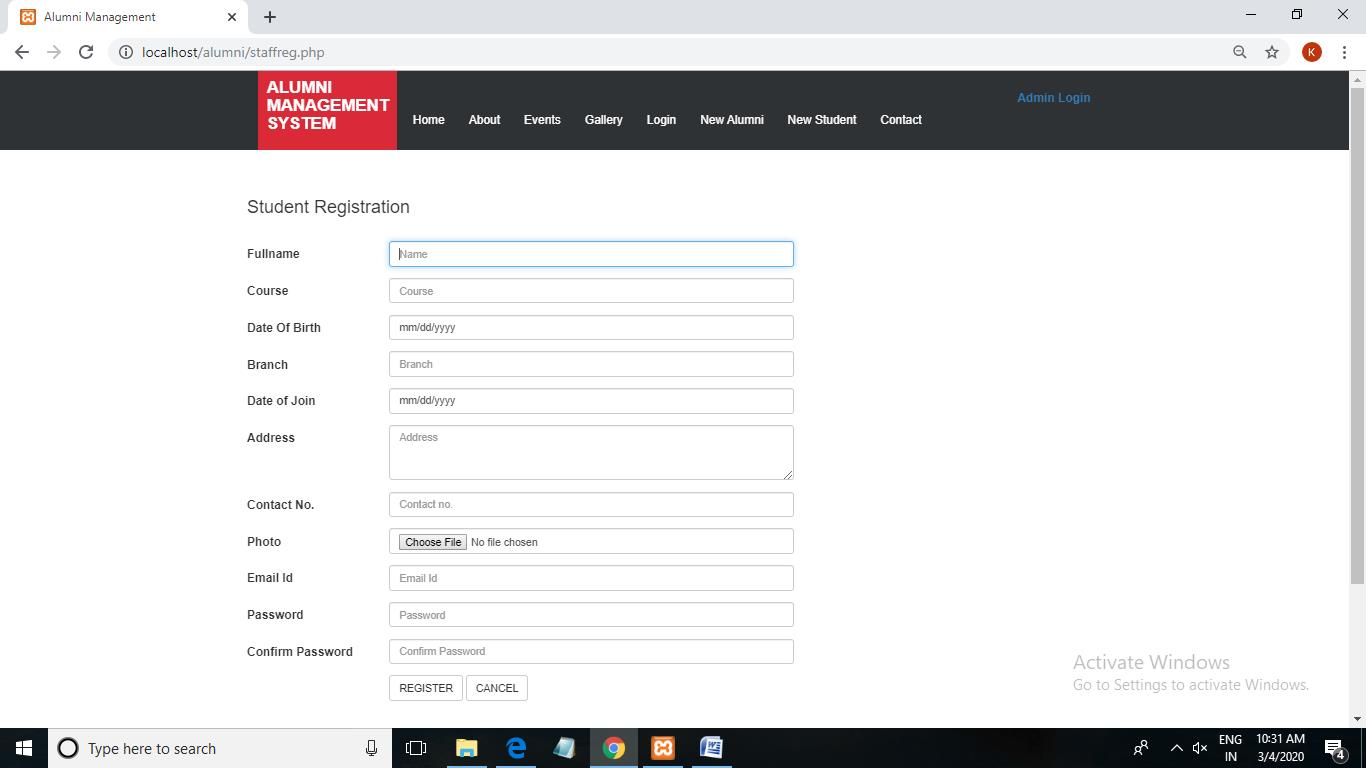 Alumni Management
localhost/alumni/staffreg.php
K
ALUMNI
MANAGEMENT
SYSTEM
Admin Login
Home About Events Gallery Login New Alumni New Student Contact
Student Registration
Fullname Name
Course Course
Date Of Birth mm/dd/yyyy
Branch Branch
Date of Join mm/dd/yyyy
Address Address
Contact No. Contact no.
Photo Choose File No file chosen
Email Id Email Id
Password Password
Confirm Password Confirm Password
REGISTER CANCEL
Activate Windows
Go to Settings to activate Windows.
Type here to search
ENG
IN
10:31 AM
3/4/2020
4